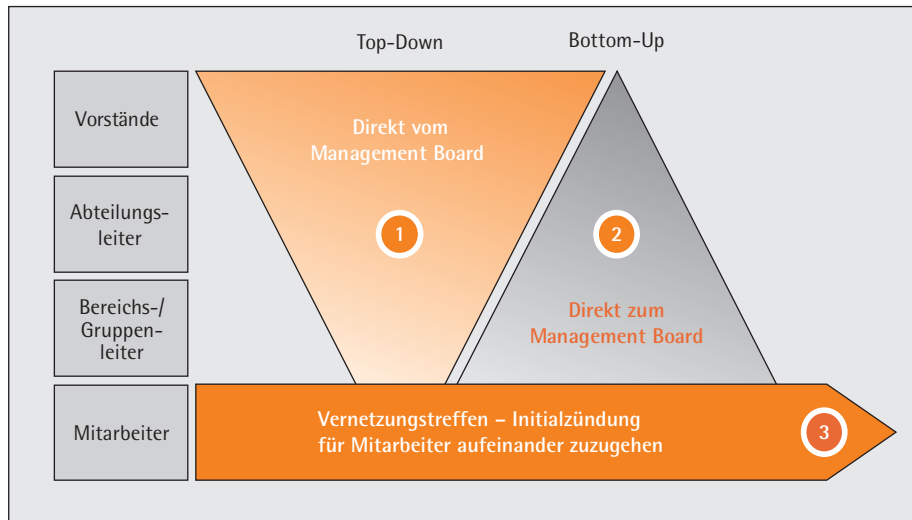 Top-Down
Bottom-Up
Vorstände
Direkt vom
Management Board
Abteilungs-
leiter
1
2
Bereichs-/
Gruppen-
leiter
Direkt zum
Management Board
Mitarbeiter
Vernetzungstreffen – Initialzündung
für Mitarbeiter aufeinander zuzugehen
3